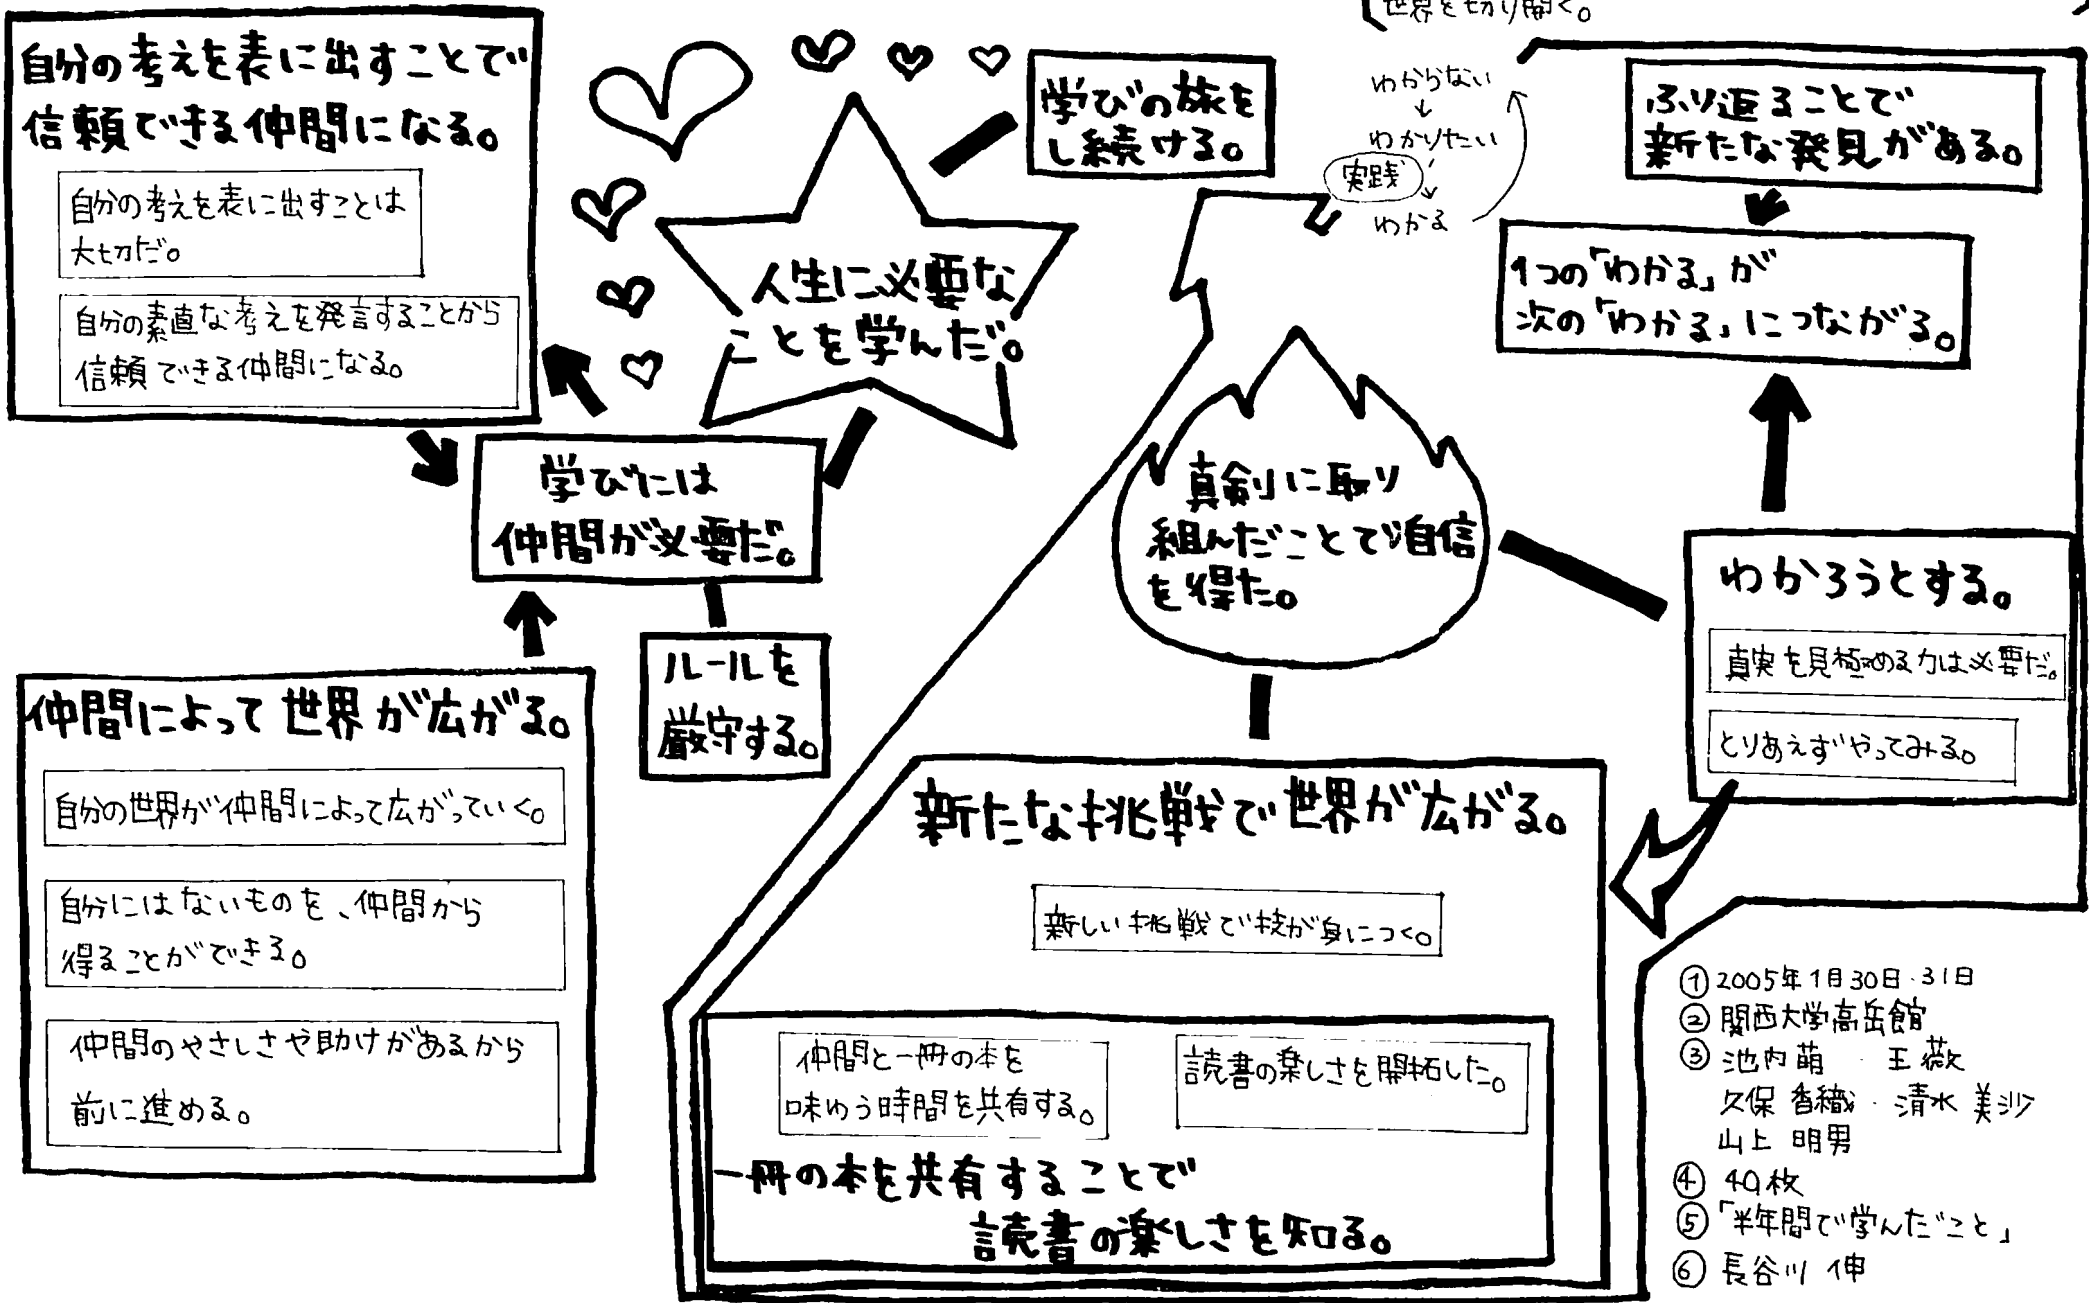 世界を切り開く。
自分の考えを表に出すことで
信頼できる仲間になる。
自分の考えを表に出すことは
大切だ。
自分の素直な考えを発言することから
信頼できる仲間になる。
学びの旅を
し続ける。
人生に必要な
ことを学んだ。
学びには
仲間が必要だ。
ルールを
厳守する。
仲間によって世界が広がる。
自分の世界が仲間によって広がっていく。
自分にはないものを、仲間から
得ることができる。
仲間のやさしさや助けがあるから
前に進める。
わからない
わかりたい
実践
わかる
ふり返ることで
新たな発見がある。
1つの「わかる」が
次の「わかる」につながる。
真剣に取り
組んだことで自信
を得た。
わかろうとする。
真実を見極める力は必要だ。
とりあえずやってみる。
新たな挑戦で世界が広がる。
新しい挑戦で技が身につく。
仲間と一冊の本を
味わう時間を共有する。
読書の楽しさを開拓した。
一冊の本を共有することで
読書の楽しさを知る。
① 2005年1月30日・31日
② 関西大学高岳館
③ 池内萌・王薇
久保香織・清水美沙
山上明男
④ 40枚
⑤「半年間で学んだこと」
⑥ 長谷川伸